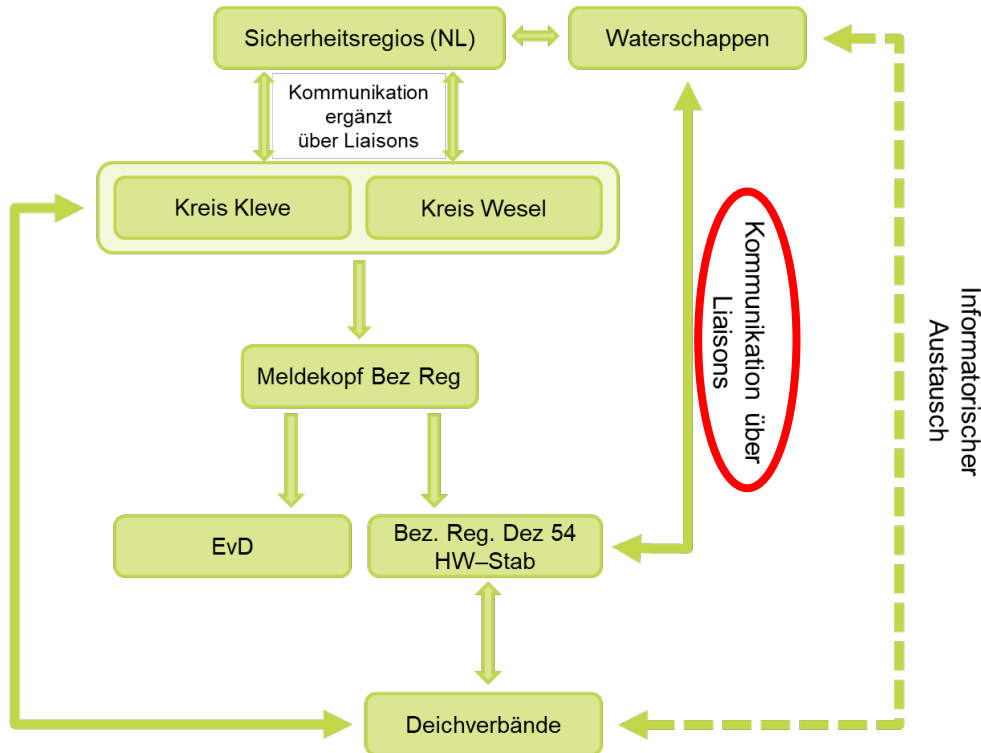 Sicherheitsregios (NL)
Waterschappen
Kommunikation
ergänzt
über Liaisons
Kreis Kleve
Kreis Wesel
Kommunikation über
Liaisons
Informatorischer
Austausch
Meldekopf Bez Reg
EvD
Bez. Reg. Dez 54
HW–Stab
Deichverbände